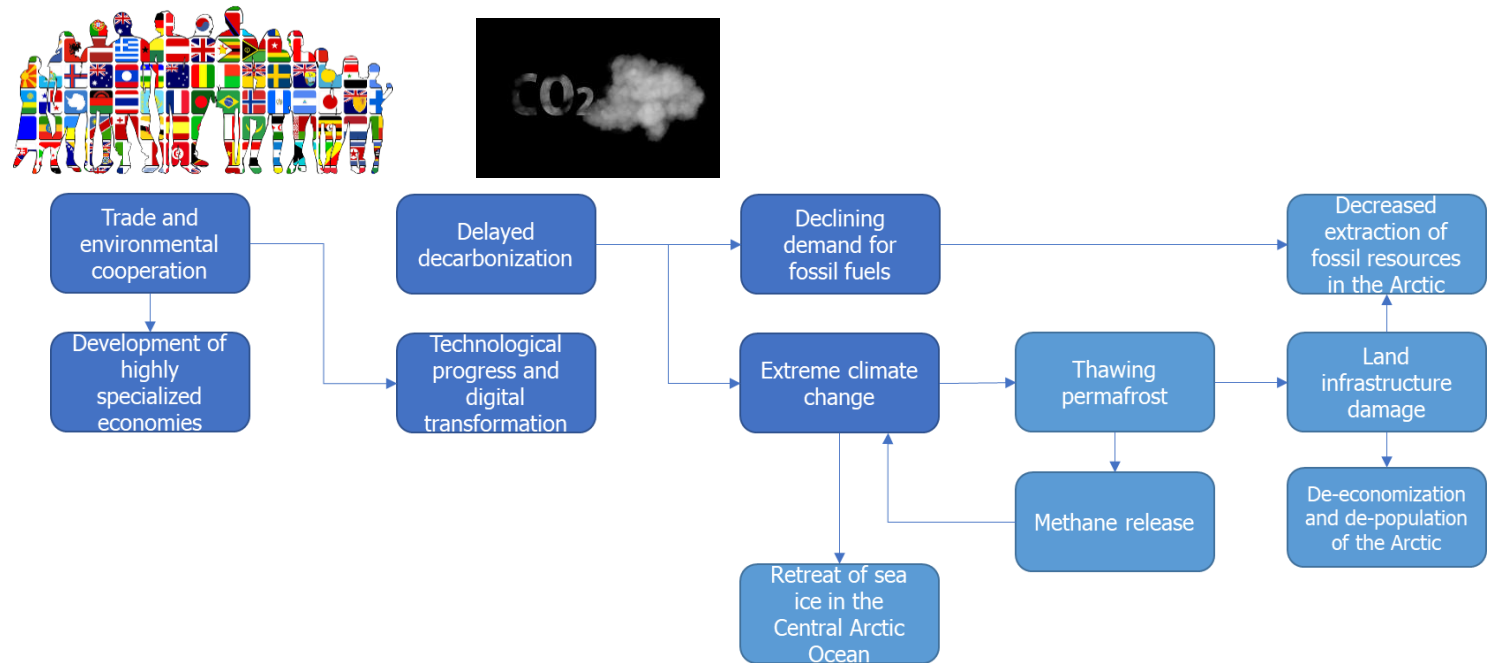 CO₂
Trade and
environmental
cooperation
Delayed
decarbonization
Declining
demand for
fossil fuels
Decreased
extraction of
fossil resources
in the Arctic
Development of
highly
specialized
economies
Technological
progress and
digital
transformation
Extreme climate
change
Thawing
permafrost
Land
infrastructure
damage
Methane release
De-economization
and de-population
of the Arctic
Retreat of sea
ice in the
Central Arctic
Ocean